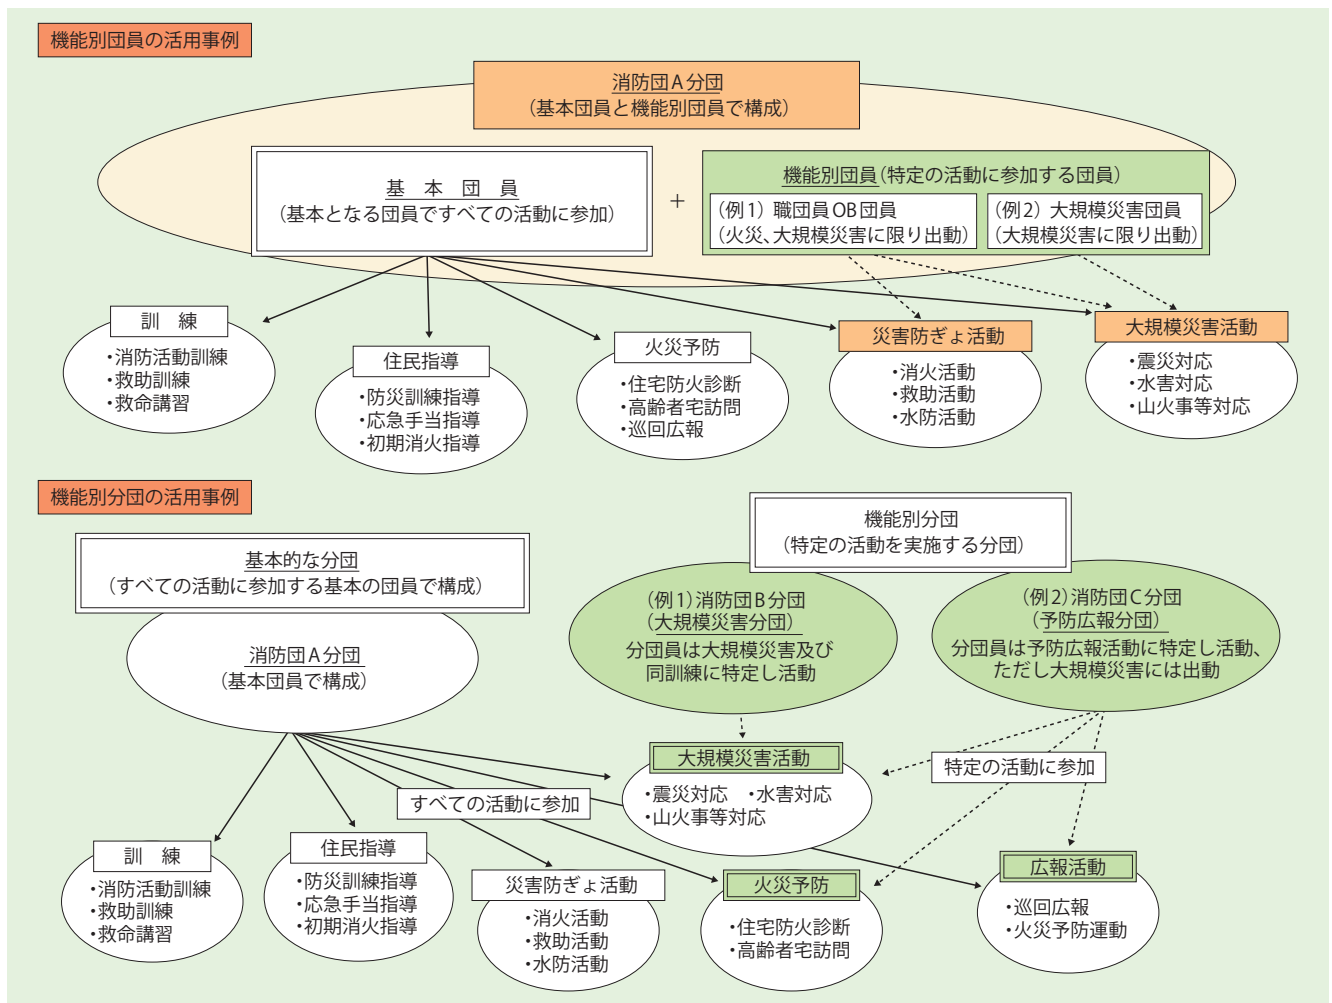 機能別団員の活用事例
消防団A分団
(基本団員と機能別団員で構成)
基本団員
(基本となる団員ですべての活動に参加)
+
機能別団員(特定の活動に参加する団員)
(例1) 職団員OB団員
(火災、大規模災害に限り出動)
(例2) 大規模災害団員
(大規模災害に限り出動)
訓練
・消防活動訓練
・救助訓練
・救命講習
住民指導
・防災訓練指導
・応急手当指導
・初期消火指導
火災予防
・住宅防火診断
・高齢者宅訪問
・巡回広報
災害防ぎょ活動
・消火活動
・救助活動
・水防活動
大規模災害活動
・震災対応
・水害対応
・山火事等対応
機能別分団の活用事例
基本的な分団
(すべての活動に参加する基本の団員で構成)
消防団A分団
(基本団員で構成)
機能別分団
(特定の活動を実施する分団)
(例1)消防団B分団
(大規模災害分団)
分団員は大規模災害及び
同訓練に特定し活動
(例2)消防団C分団
(予防広報分団)
分団員は予防広報活動に特定し活動、
ただし大規模災害には出動
すべての活動に参加
特定の活動に参加
訓練
・消防活動訓練
・救助訓練
・救命講習
住民指導
・防災訓練指導
・応急手当指導
・初期消火指導
災害防ぎょ活動
・消火活動
・救助活動
・水防活動
大規模災害活動
・震災対応 ・水害対応
・山火事等対応
火災予防
・住宅防火診断
・高齢者宅訪問
広報活動
・巡回広報
・火災予防運動